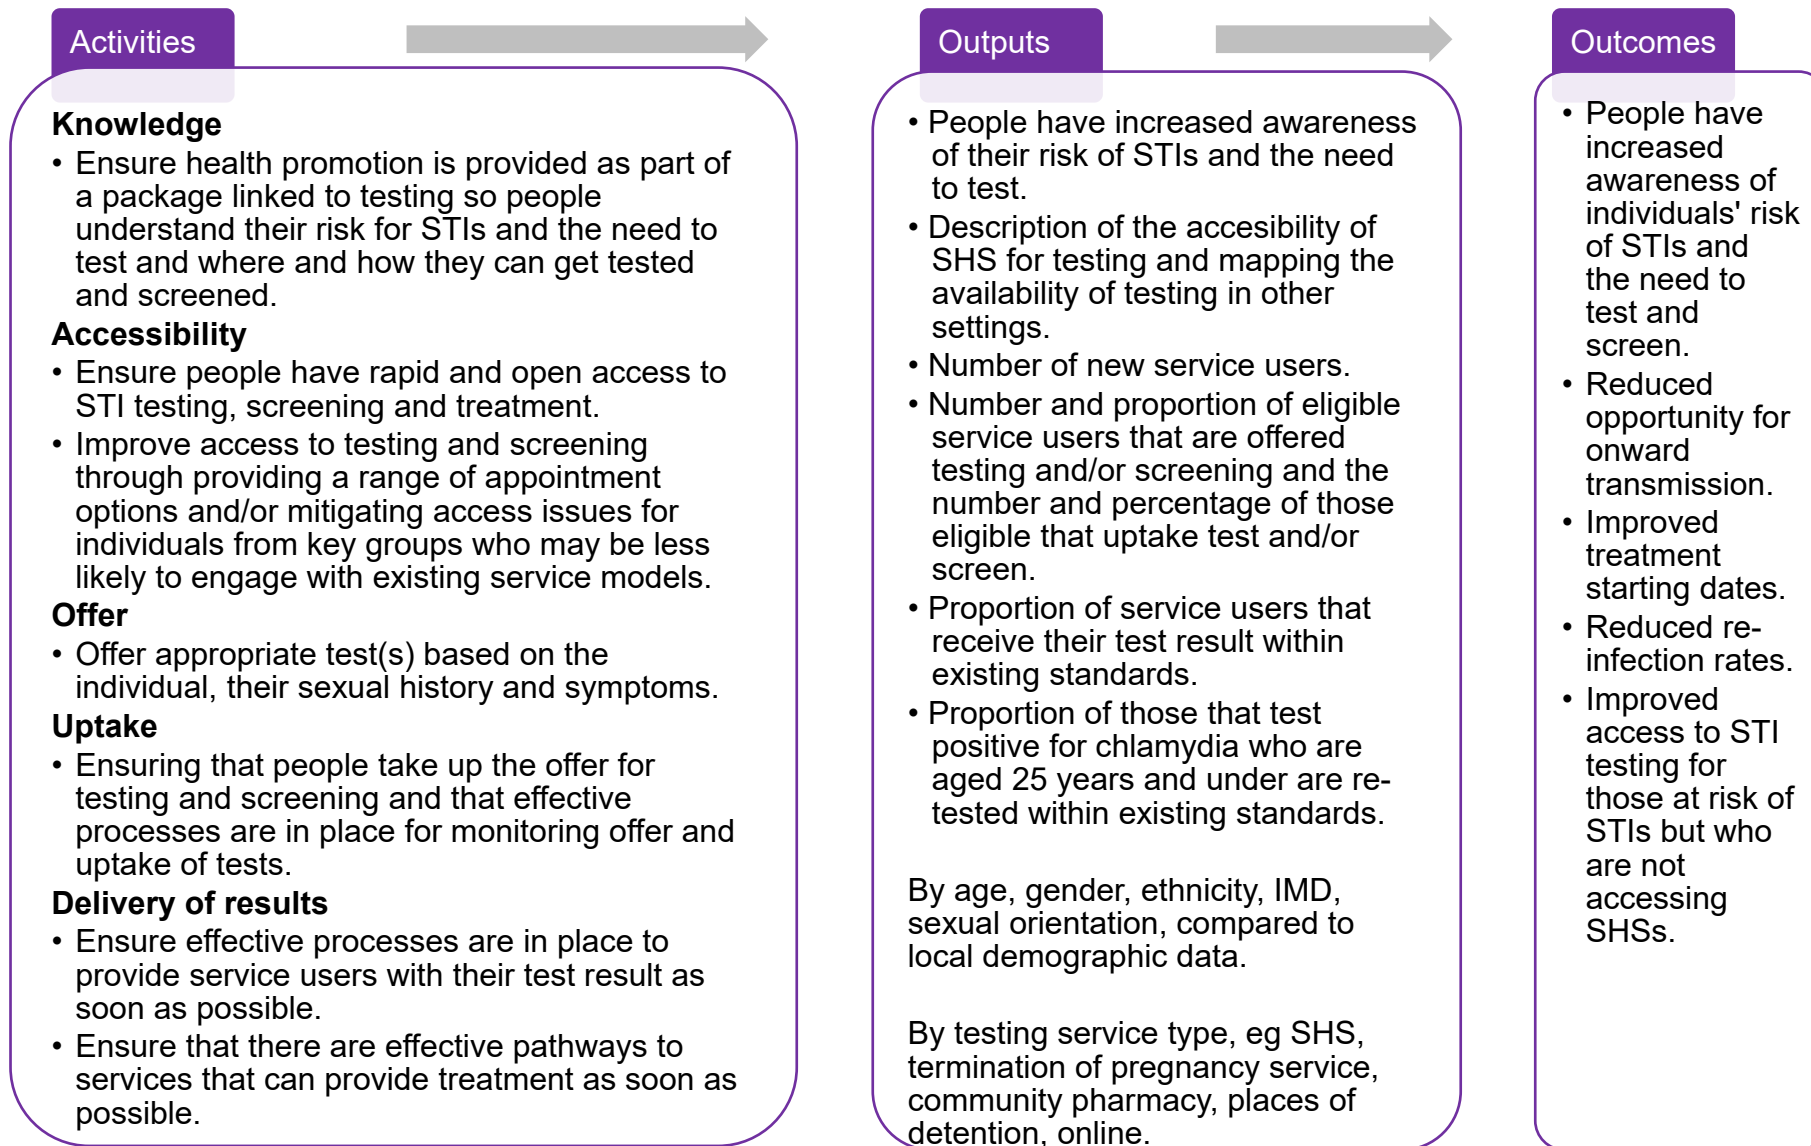 Activities
Knowledge
• Ensure health promotion is provided as part of
a package linked to testing so people
understand their risk for STIs and the need to
test and where and how they can get tested
and screened.
Accessibility
• Ensure people have rapid and open access to
STI testing, screening and treatment.
• Improve access to testing and screening
through providing a range of appointment
options and/or mitigating access issues for
individuals from key groups who may be less
likely to engage with existing service models.
Offer
• Offer appropriate test(s) based on the
individual, their sexual history and symptoms.
Uptake
• Ensuring that people take up the offer for
testing and screening and that effective
processes are in place for monitoring offer and
uptake of tests.
Delivery of results
• Ensure effective processes are in place to
provide service users with their test result as
soon as possible.
• Ensure that there are effective pathways to
services that can provide treatment as soon as
possible.
Outputs
• People have increased awareness
of their risk of STIs and the need
to test.
• Description of the accesibility of
SHS for testing and mapping the
availability of testing in other
settings.
• Number of new service users.
• Number and proportion of eligible
service users that are offered
testing and/or screening and the
number and percentage of those
eligible that uptake test and/or
screen.
• Proportion of service users that
receive their test result within
existing standards.
• Proportion of those that test
positive for chlamydia who are
aged 25 years and under are re-
tested within existing standards.
By age, gender, ethnicity, IMD,
sexual orientation, compared to
local demographic data.
By testing service type, eg SHS,
termination of pregnancy service,
community pharmacy, places of
detention, online.
Outcomes
• People have
increased
awareness of
individuals' risk
of STIs and
the need to
test and
screen.
• Reduced
opportunity for
onward
transmission.
• Improved
treatment
starting dates.
• Reduced re-
infection rates.
• Improved
access to STI
testing for
those at risk of
STIs but who
are not
accessing
SHSs.